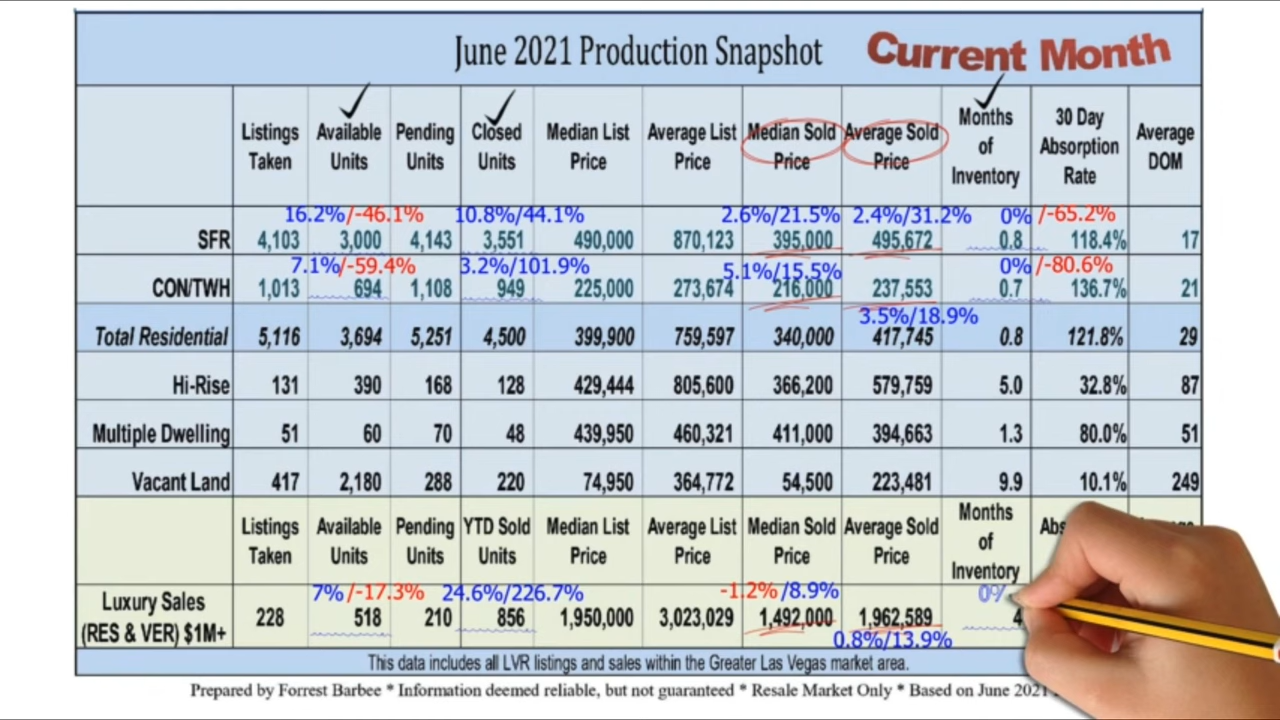 June 2021 Production Snapshot Current Month
Listings Taken Available Units Pending Units Closed Units Median List Price Average List Price Median Sold Price Average Sold Price Months of Inventory 30 Day Absorption Rate Average DOM
16.2%/-46.1% 10.8%/44.1% 2.6%/21.5% 2.4%/31.2% 0% /-65.2%
SFR 4,103 3,000 4,143 3,551 490,000 870,123 395,000 495,672 0.8 118.4% 17
7.1%/-59.4% 3.2%/101.9% 5.1%/15.5% 0%/-80.6%
CON/TWH 1,013 694 1,108 949 225,000 273,674 216,000 237,553 0.7 136.7% 21
3.5%/18.9%
Total Residential 5,116 3,694 5,251 4,500 399,900 759,597 340,000 417,745 0.8 121.8% 29
Hi-Rise 131 390 168 128 429,444 805,600 366,200 579,759 5.0 32.8% 87
Multiple Dwelling 51 60 70 48 439,950 460,321 411,000 394,663 1.3 80.0% 51
Vacant Land 417 2,180 288 220 74,950 364,772 54,500 223,481 9.9 10.1% 249
Listings Taken Available Units Pending Units YTD Sold Units Median List Price Average List Price Median Sold Price Average Sold Price Months of Inventory
7%/-17.3% 24.6%/226.7% -1.2%/8.9% 0%
Luxury Sales (RES & VER) $1M+ 228 518 210 856 1,950,000 3,023,029 1,492,000 1,962,589 4
0.8%/13.9%
This data includes all LVR listings and sales within the Greater Las Vegas market area.
Prepared by Forrest Barbee * Information deemed reliable, but not guaranteed * Resale Market Only * Based on June 2021